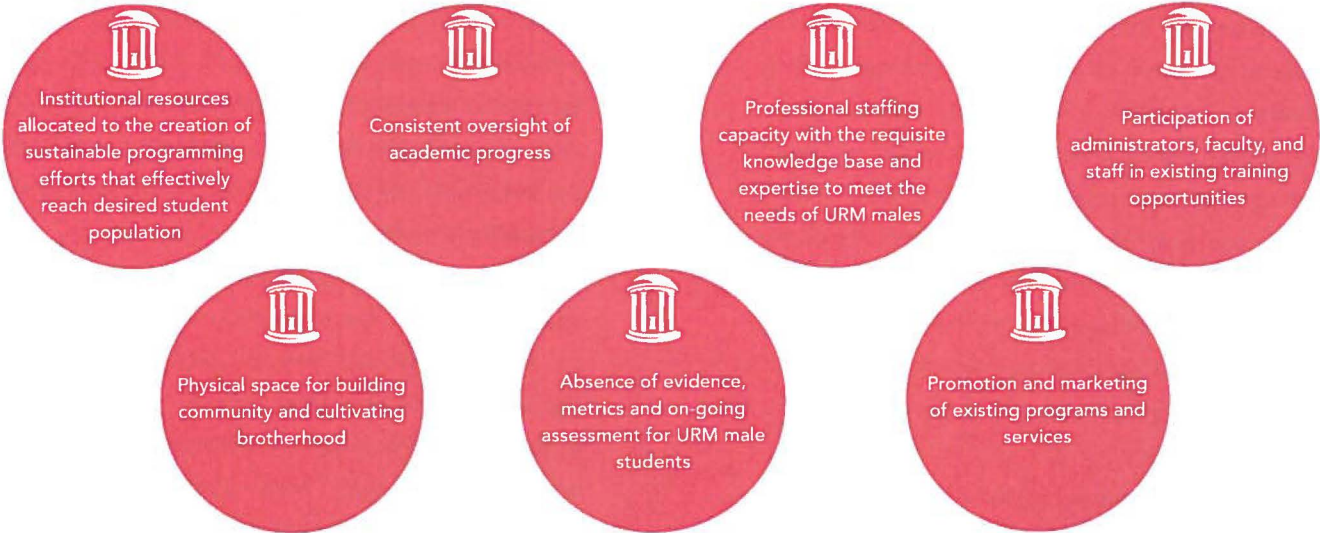 Institutional resources
allocated to the creation of
sustainable programming
efforts that effectively
reach desired student
population
Consistent oversight of
academic progress
Professional staffing
capacity with the requisite
knowledge base and
expertise to meet the
needs of URM males
Participation of
administrators, faculty, and
staff in existing training
opportunities
Physical space for building
community and cultivating
brotherhood
Absence of evidence,
metrics and on-going
assessment for URM male
students
Promotion and marketing
of existing programs and
services